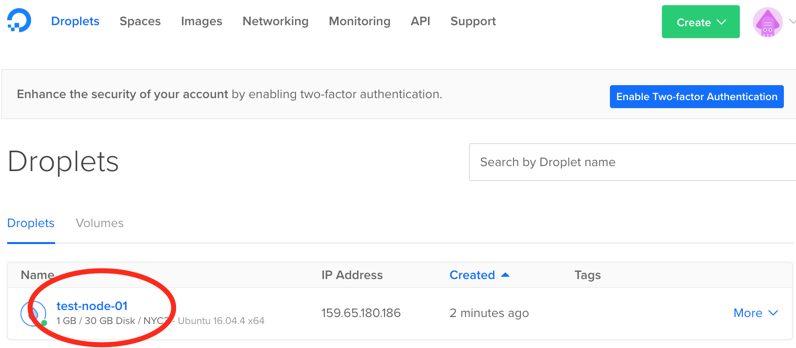 Droplets Spaces Images Networking Monitoring API Support Create
Enhance the security of your account by enabling two-factor authentication. Enable Two-factor Authentication
Droplets
Search by Droplet name
Droplets Volumes
Name IP Address Created Tags
test-node-01
1 GB / 30 GB Disk / - Ubuntu 16.04.4 x64
159.65.180.186 2 minutes ago More